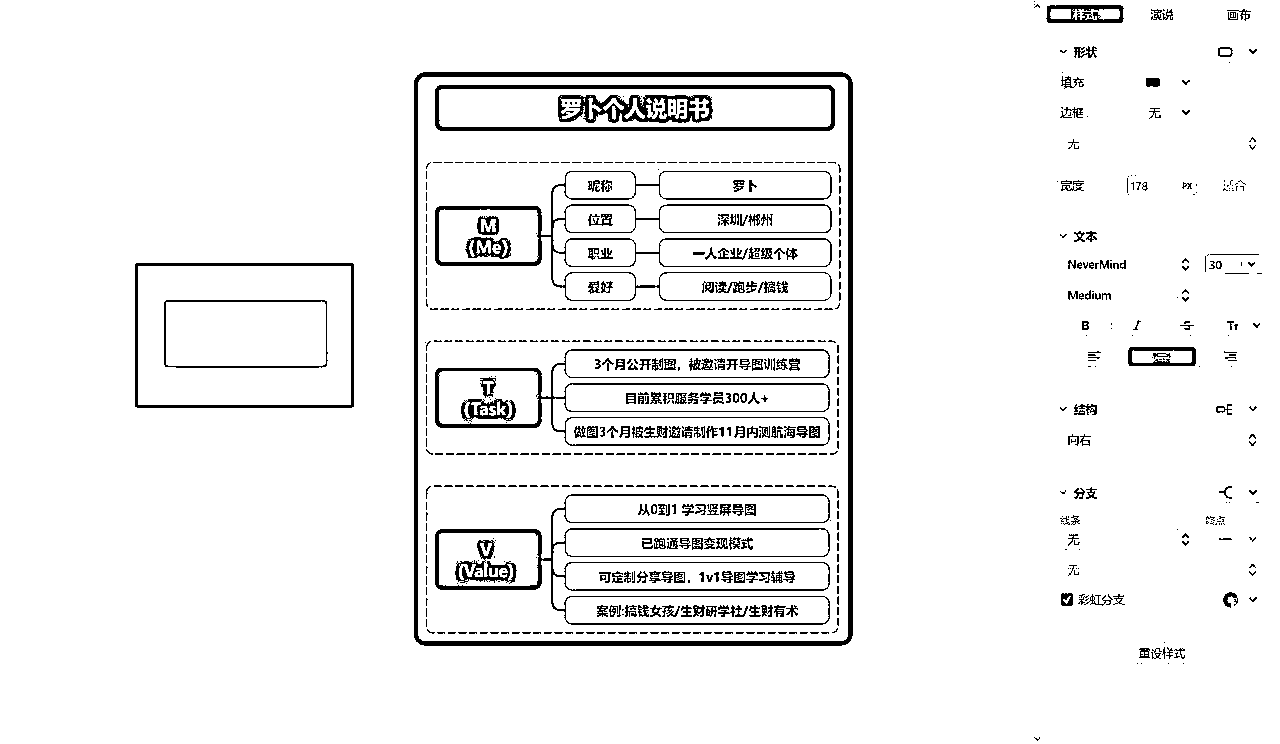 罗卜个人说明书
M
(Me)
昵称
罗卜
位置
深圳/郴州
职业
一人企业/超级个体
爱好
阅读/跑步/搞钱
T
(Task)
3个月公开制图，被邀请开导图训练营
目前累积服务学员300人+
做图3个月被生财邀请制作11月内测航海导图
V
(Value)
从0到1 学习竖屏导图
已跑通导图变现模式
可定制分享导图，1v1导图学习辅导
案例:搞钱女孩/生财研学社/生财有术
样式
演说
画布
形状
填充
边框
无
无
宽度
178
px
适合
文本
NeverMind
30
Medium
B
I
S
Tr
结构
向右
分支
线条
终点
无
无
彩虹分支
重设样式